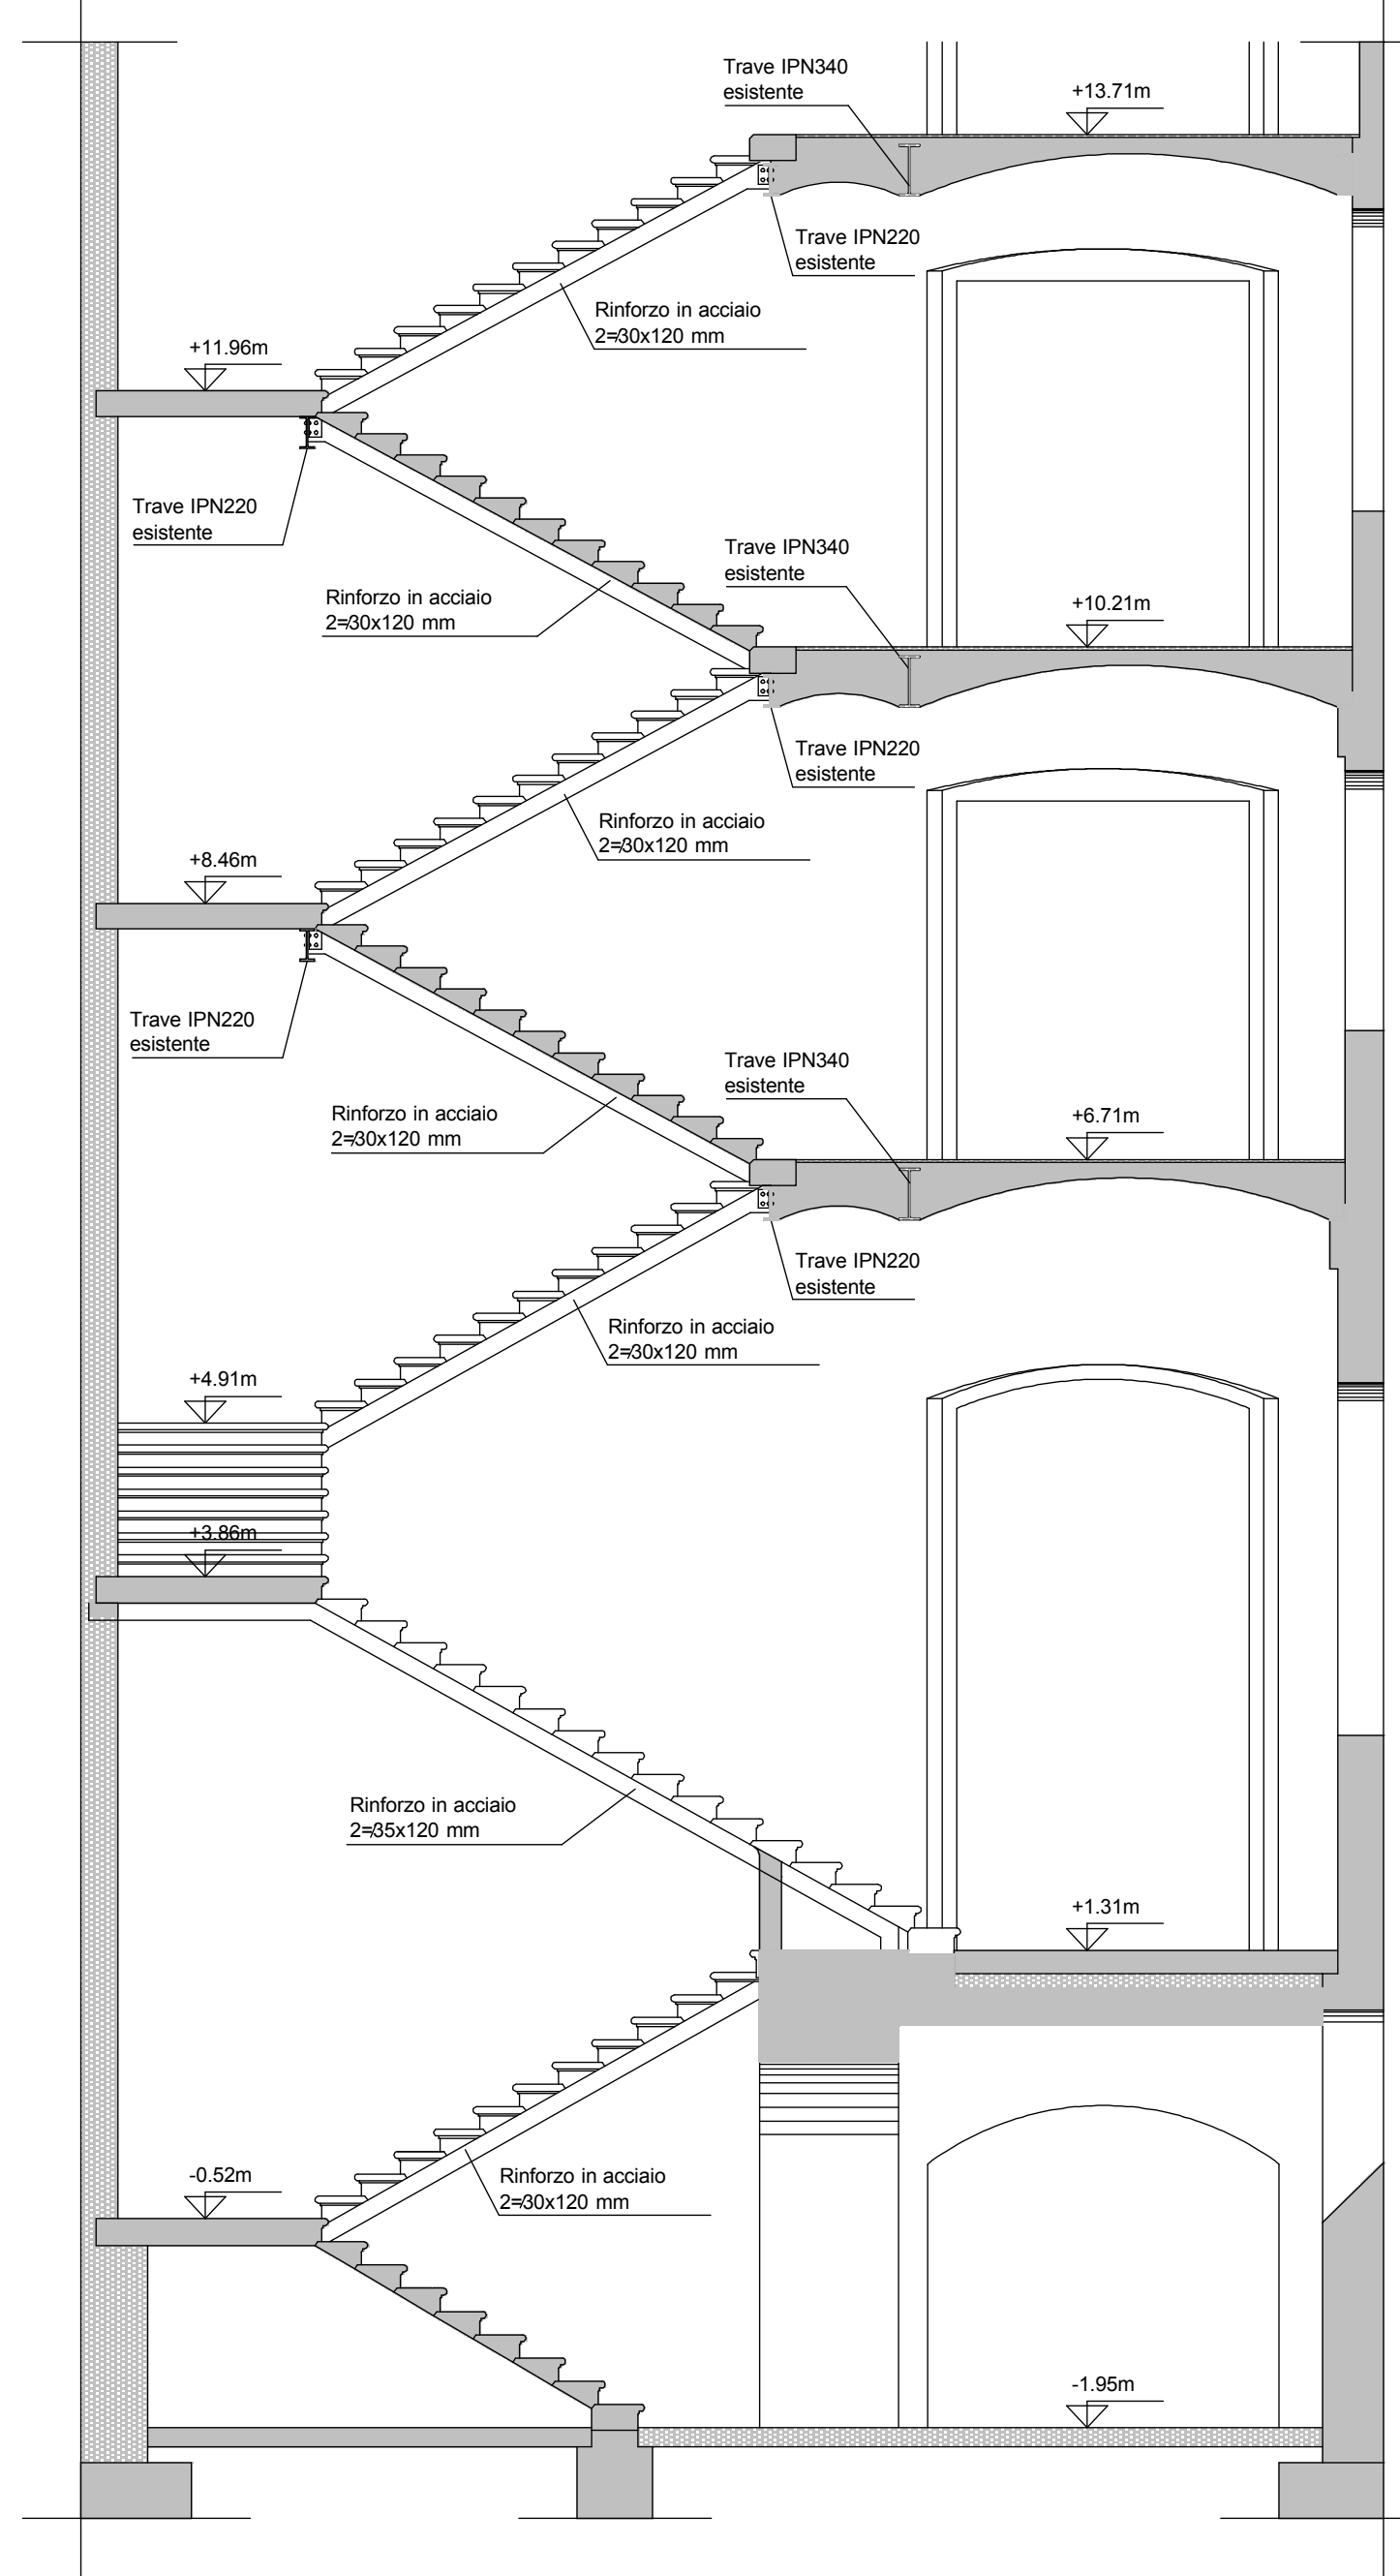 Trave IPN340
esistente
+13.71m
Trave IPN220
esistente
Rinforzo in acciaio
2≠30x120 mm
+11.96m
Trave IPN220
esistente
Trave IPN340
esistente
Rinforzo in acciaio
2≠30x120 mm
+10.21m
Trave IPN220
esistente
Rinforzo in acciaio
2≠30x120 mm
+8.46m
Trave IPN220
esistente
Trave IPN340
esistente
Rinforzo in acciaio
2≠30x120 mm
+6.71m
Trave IPN220
esistente
Rinforzo in acciaio
2≠30x120 mm
+4.91m
+3.86m
Rinforzo in acciaio
2≠35x120 mm
+1.31m
-0.52m
Rinforzo in acciaio
2≠30x120 mm
-1.95m